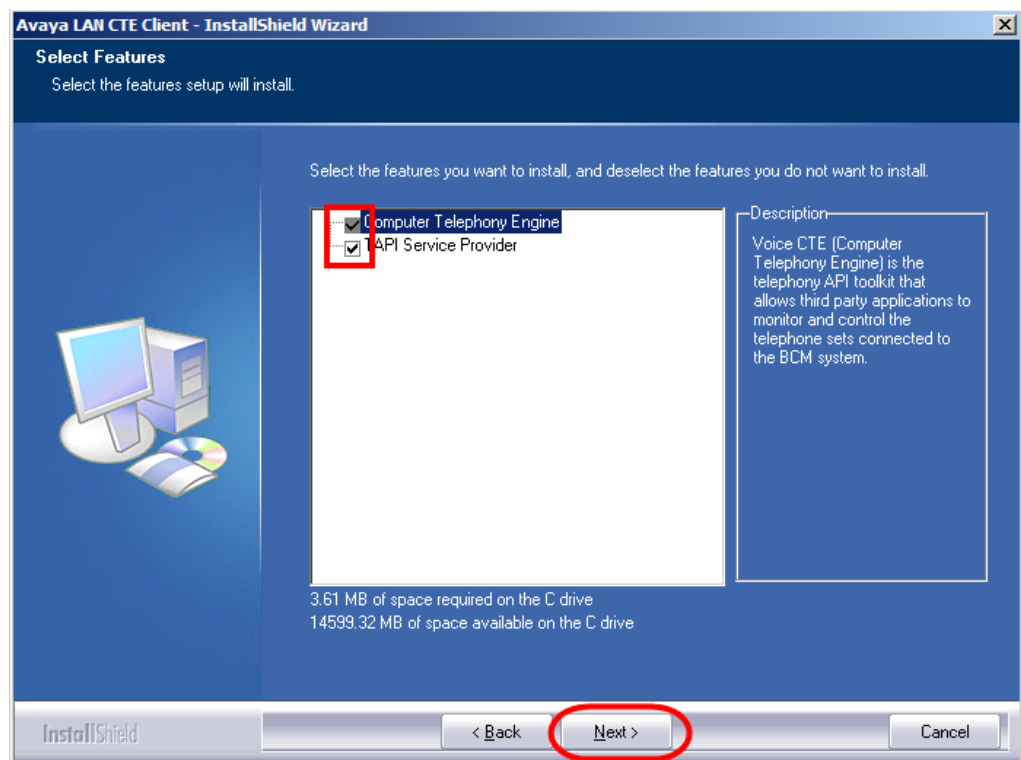 Avaya LAN CTE Client - InstallShield Wizard
Select Features
Select the features setup will install.
Select the features you want to install, and deselect the features you do not want to install.
Computer Telephony Engine
TAPI Service Provider
Description
Voice CTE (Computer
Telephony Engine) is the
telephony API toolkit that
allows third party applications to
monitor and control the
telephone sets connected to
the BCM system.
3.61 MB of space required on the C drive
14599.32 MB of space available on the C drive
InstallShield
< Back
Next >
Cancel